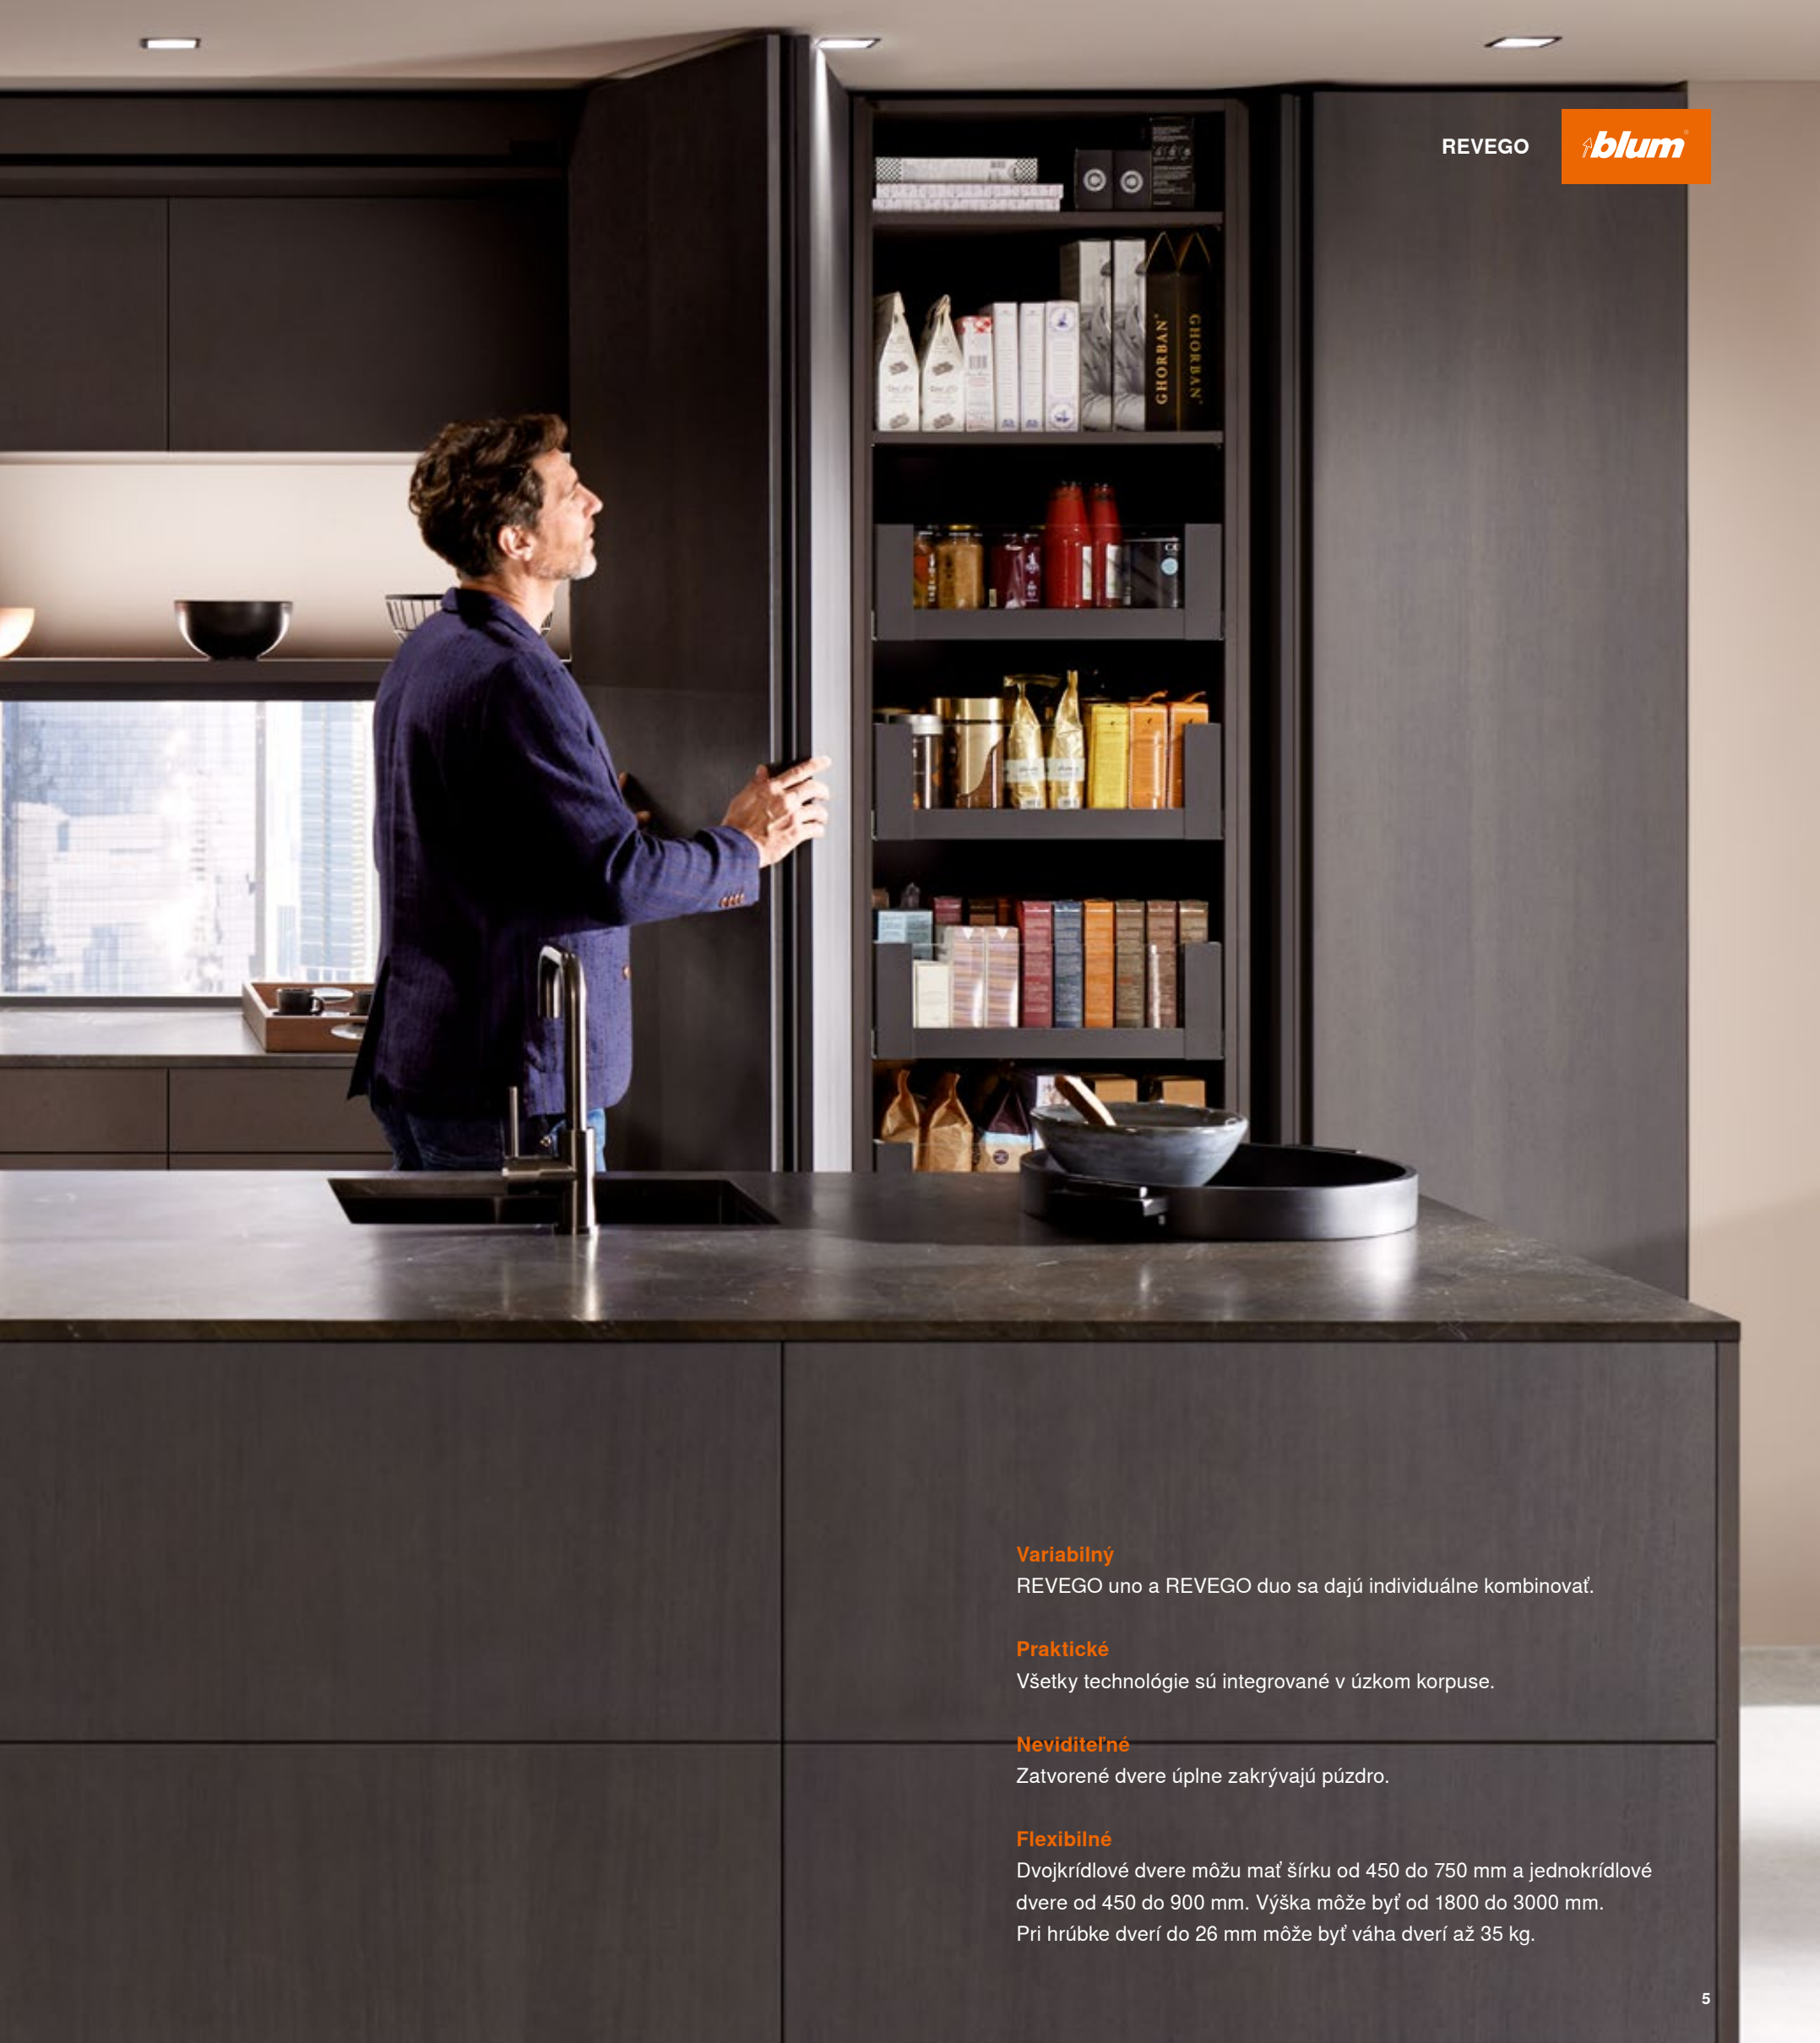 REVEGO
blum
GHORBAN
GHORBAN
Variabilný
REVEGO uno a REVEGO duo sa dajú individuálne kombinovať.
Praktické
Všetky technológie sú integrované v úzkom korpuse.
Neviditeľné
Zatvorené dvere úplne zakrývajú púzdro.
Flexibilné
Dvojkrídlové dvere môžu mať šírku od 450 do 750 mm a jednokrídlové
dvere od 450 do 900 mm. Výška môže byť od 1800 do 3000 mm.
Pri hrúbke dverí do 26 mm môže byť váha dverí až 35 kg.
5